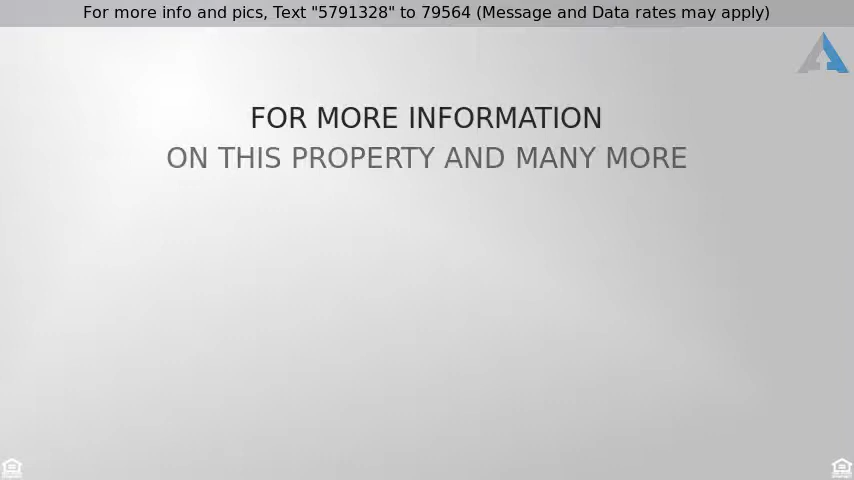 For more info and pics, Text "5791328" to 79564 (Message and Data rates may apply)
FOR MORE INFORMATION
ON THIS PROPERTY AND MANY MORE